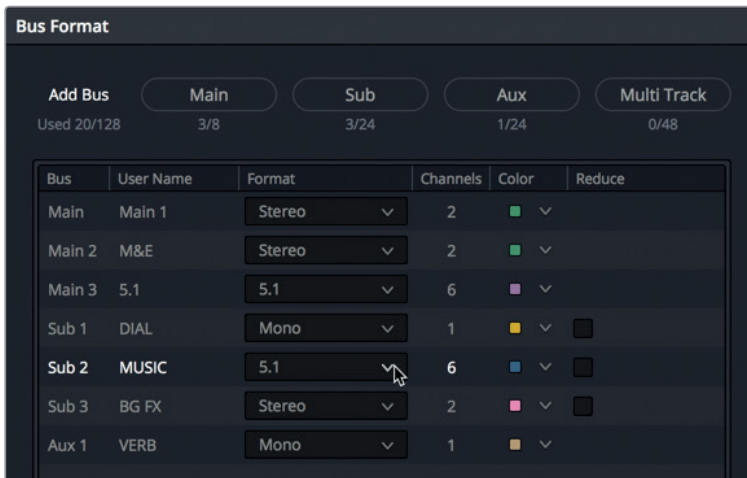 Bus Format
Add Bus Main Sub Aux Multi Track
Used 20/128 3/8 3/24 1/24 0/48
Bus User Name Format Channels Color Reduce
Main Main 1 Stereo 2
Main 2 M&E Stereo 2
Main 3 5.1 5.1 6
Sub 1 DIAL Mono 1
Sub 2 MUSIC 5.1 6
Sub 3 BG FX Stereo 2
Aux 1 VERB Mono 1